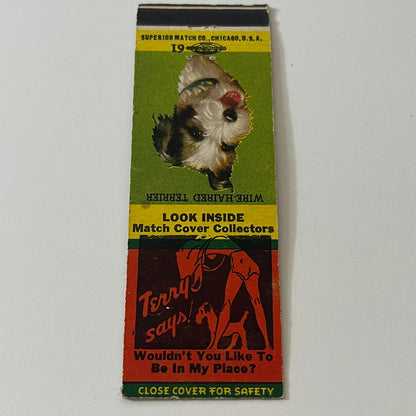 SUPERIOR MATCH CO., CHICAGO, U.S.A.
19
WIRE-HAIRED TERRIER
LOOK INSIDE
Match Cover Collectors
Terry
says!
Wouldn't You Like To
Be In My Place?
CLOSE COVER FOR SAFETY